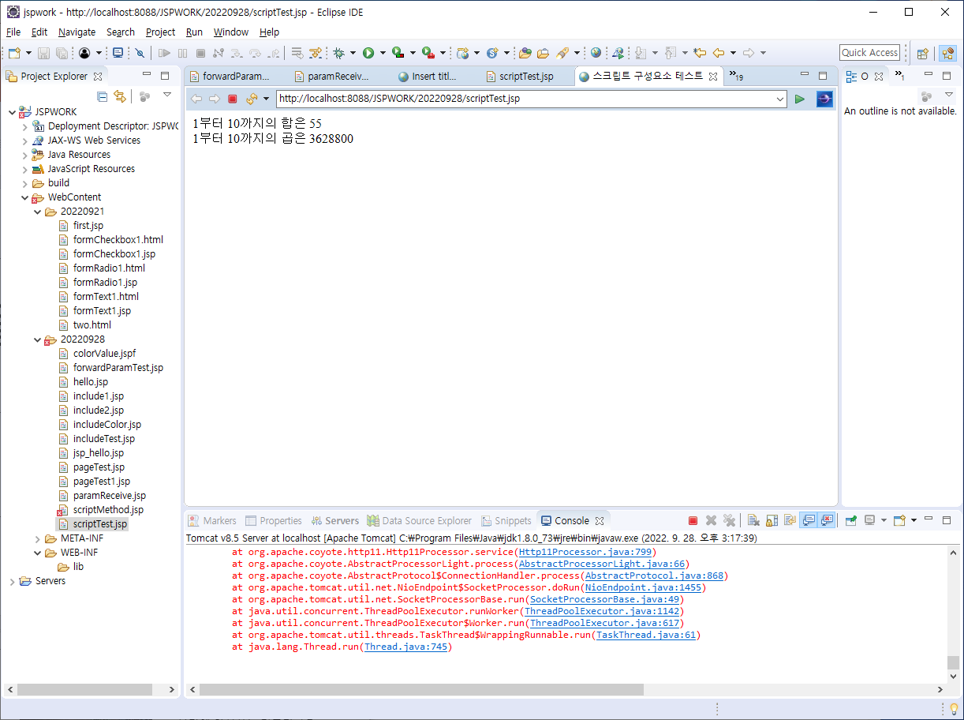 jspwork - http://localhost:8088/JSPWORK/20220928/scriptTest.jsp - Eclipse IDE
File Edit Navigate Search Project Run Window Help
Quick Access
Project Explorer
forwardParam...
paramReceiv...
Insert titl...
scriptTest.jsp
스크립트 구성요소 테스트
»19
O
»1
http://localhost:8088/JSPWORK/20220928/scriptTest.jsp
An outline is not available.
1부터 10까지의 합은 55
1부터 10까지의 곱은 3628800
JSPWORK
Deployment Descriptor: JSPWC
JAX-WS Web Services
Java Resources
JavaScript Resources
build
WebContent
20220921
first.jsp
formCheckbox1.html
formCheckbox1.jsp
formRadio1.html
formRadio1.jsp
formText1.html
formText1.jsp
two.html
20220928
colorValue.jspf
forwardParamTest.jsp
hello.jsp
include1.jsp
include2.jsp
includeColor.jsp
includeTest.jsp
jsp_hello.jsp
pageTest.jsp
pageTest1.jsp
paramReceive.jsp
scriptMethod.jsp
scriptTest.jsp
META-INF
WEB-INF
lib
Servers
Markers Properties Servers Data Source Explorer Snippets Console
Tomcat v8.5 Server at localhost [Apache Tomcat] C:₩Program Files₩Java₩jdk1.8.0_73₩jre₩bin₩javaw.exe (2022. 9. 28. 오후 3:17:39)
at org.apache.coyote.http11.Http11Processor.service(Http11Processor.java:799)
at org.apache.coyote.AbstractProcessorLight.process(AbstractProcessorLight.java:66)
at org.apache.coyote.AbstractProtocol$ConnectionHandler.process(AbstractProtocol.java:868)
at org.apache.tomcat.util.net.NioEndpoint$SocketProcessor.doRun(NioEndpoint.java:1455)
at org.apache.tomcat.util.net.SocketProcessorBase.run(SocketProcessorBase.java:49)
at java.util.concurrent.ThreadPoolExecutor.runWorker(ThreadPoolExecutor.java:1142)
at java.util.concurrent.ThreadPoolExecutor$Worker.run(ThreadPoolExecutor.java:617)
at org.apache.tomcat.util.threads.TaskThread$WrappingRunnable.run(TaskThread.java:61)
at java.lang.Thread.run(Thread.java:745)